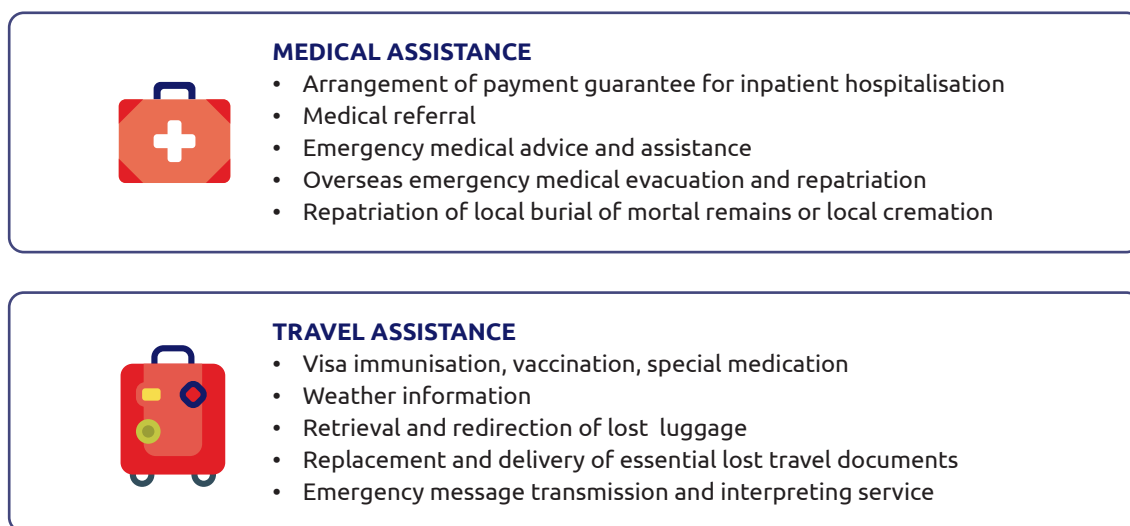 MEDICAL ASSISTANCE
• Arrangement of payment guarantee for inpatient hospitalisation
• Medical referral
• Emergency medical advice and assistance
• Overseas emergency medical evacuation and repatriation
• Repatriation of local burial of mortal remains or local cremation
TRAVEL ASSISTANCE
• Visa immunisation, vaccination, special medication
• Weather information
• Retrieval and redirection of lost luggage
• Replacement and delivery of essential lost travel documents
• Emergency message transmission and interpreting service